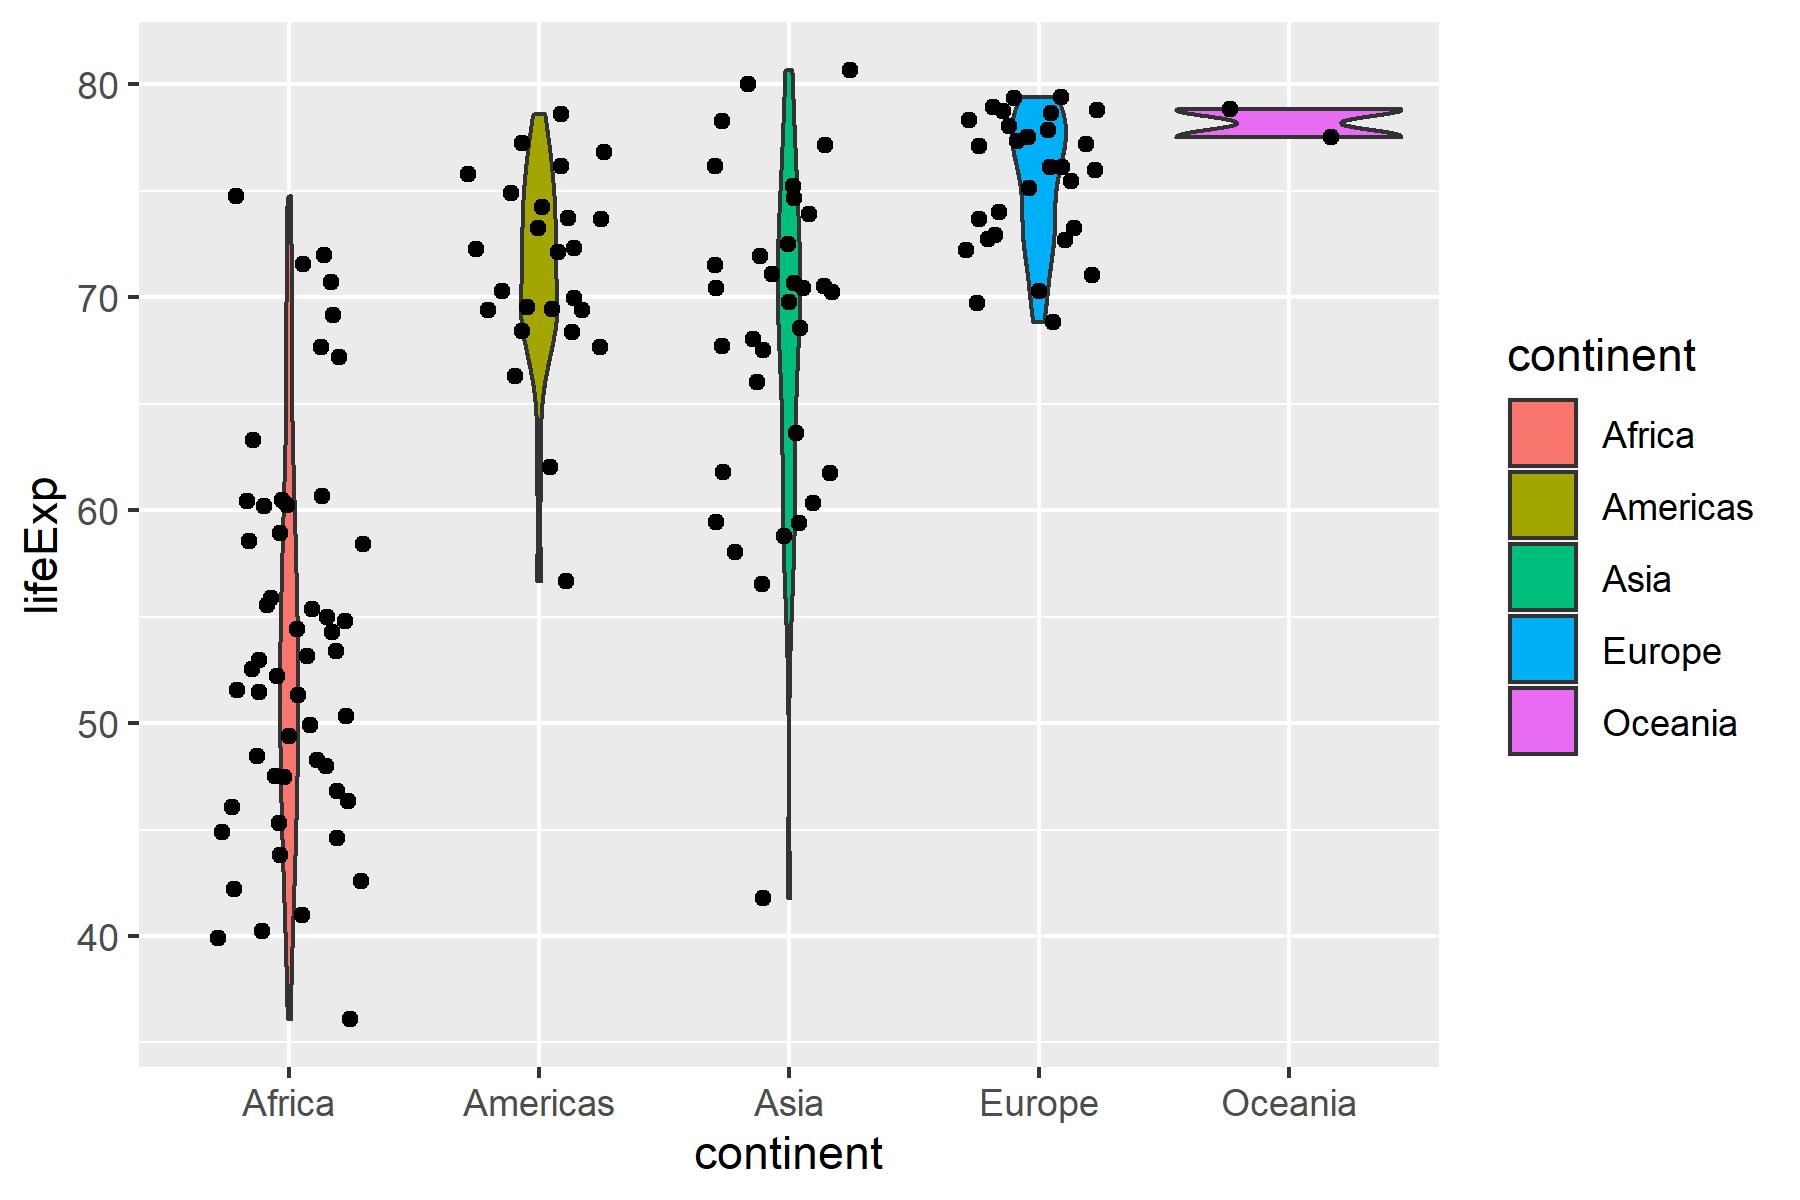 lifeExp
80
70
60
50
40
Africa
Americas
Asia
Europe
Oceania
continent
continent
Africa
Americas
Asia
Europe
Oceania